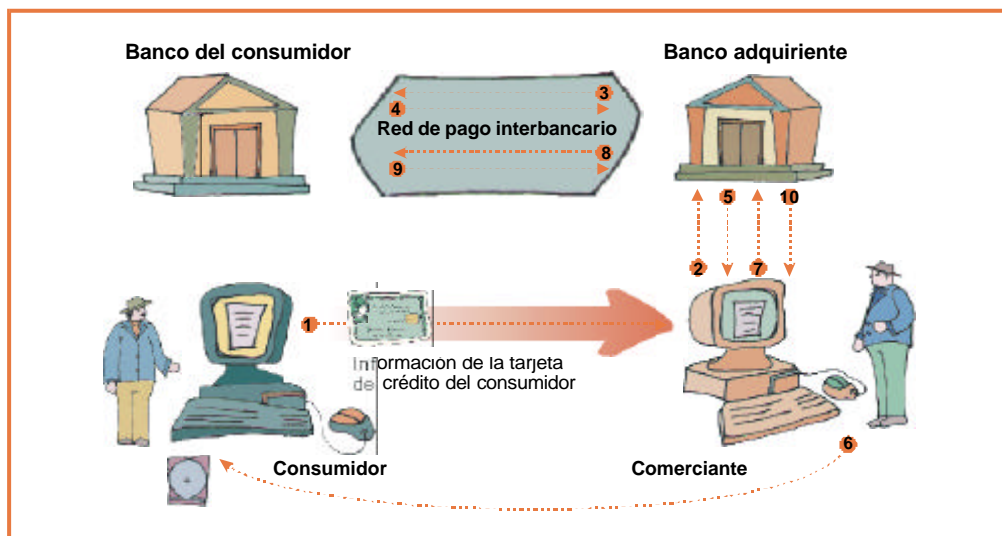 Banco del consumidor
Banco adquiriente
3
4
Red de pago interbancario
8
9
5
10
2
7
1
Información de la tarjeta
de crédito del consumidor
6
Consumidor
Comerciante